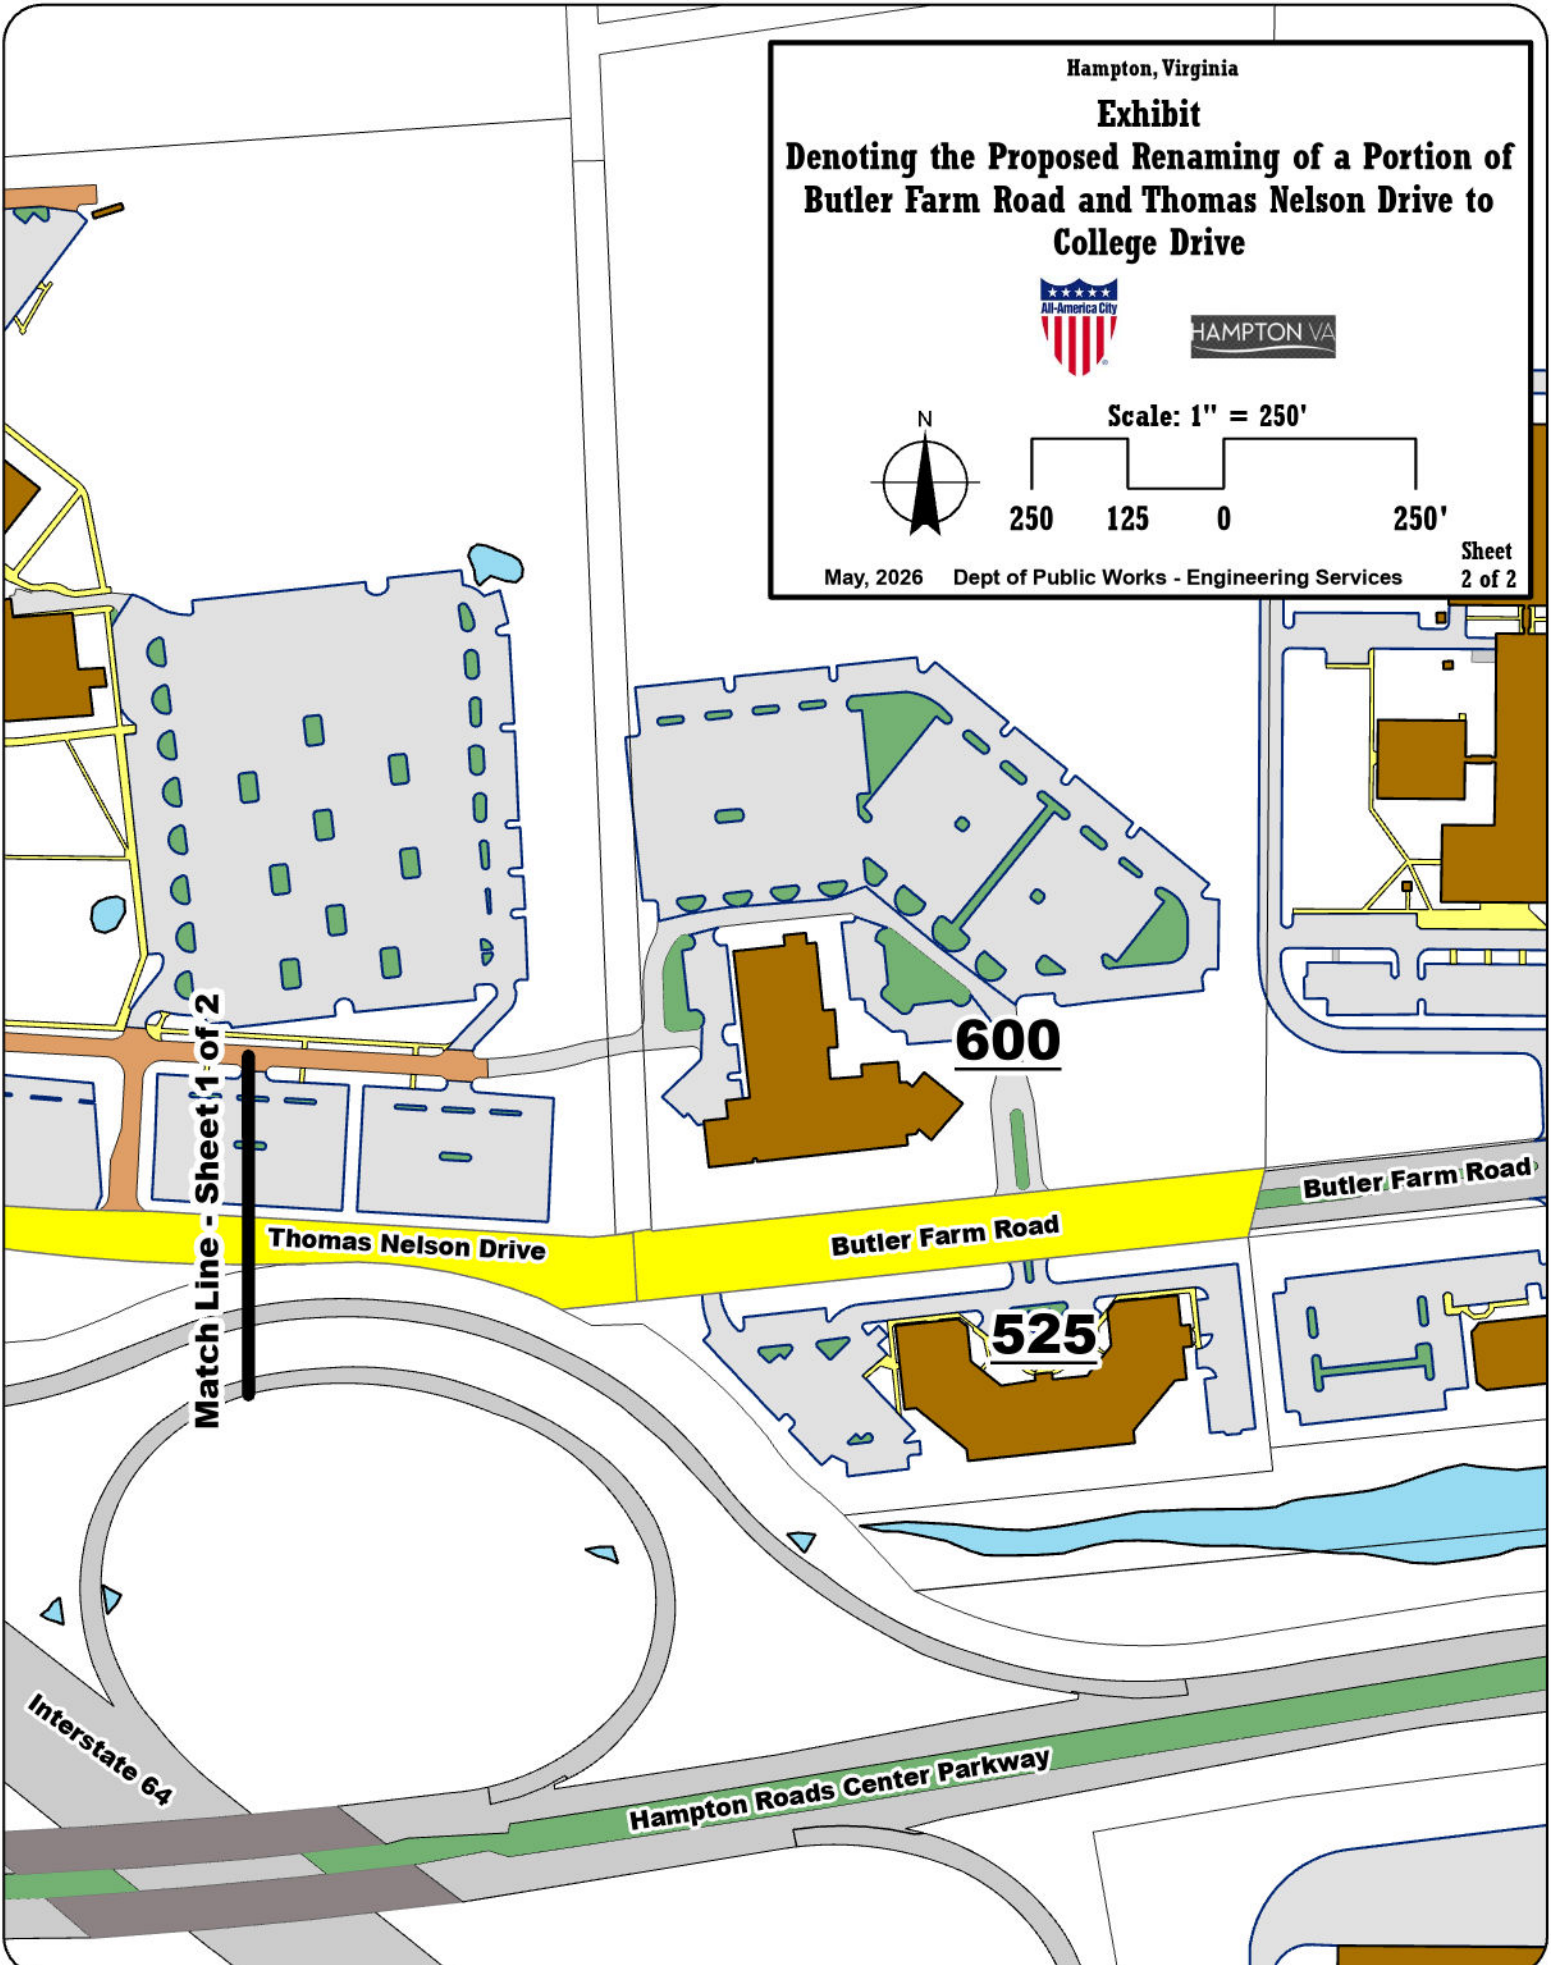 Hampton, Virginia
Exhibit
Denoting the Proposed Renaming of a Portion of
Butler Farm Road and Thomas Nelson Drive to
College Drive
All-America City
®
HAMPTON VA
Scale: 1" = 250'
N
250 125 0 250'
Sheet
2 of 2
May, 2026 Dept of Public Works - Engineering Services
600
Match Line - Sheet 1 of 2
Butler Farm Road
Thomas Nelson Drive
Butler Farm Road
525
Interstate 64
Hampton Roads Center Parkway